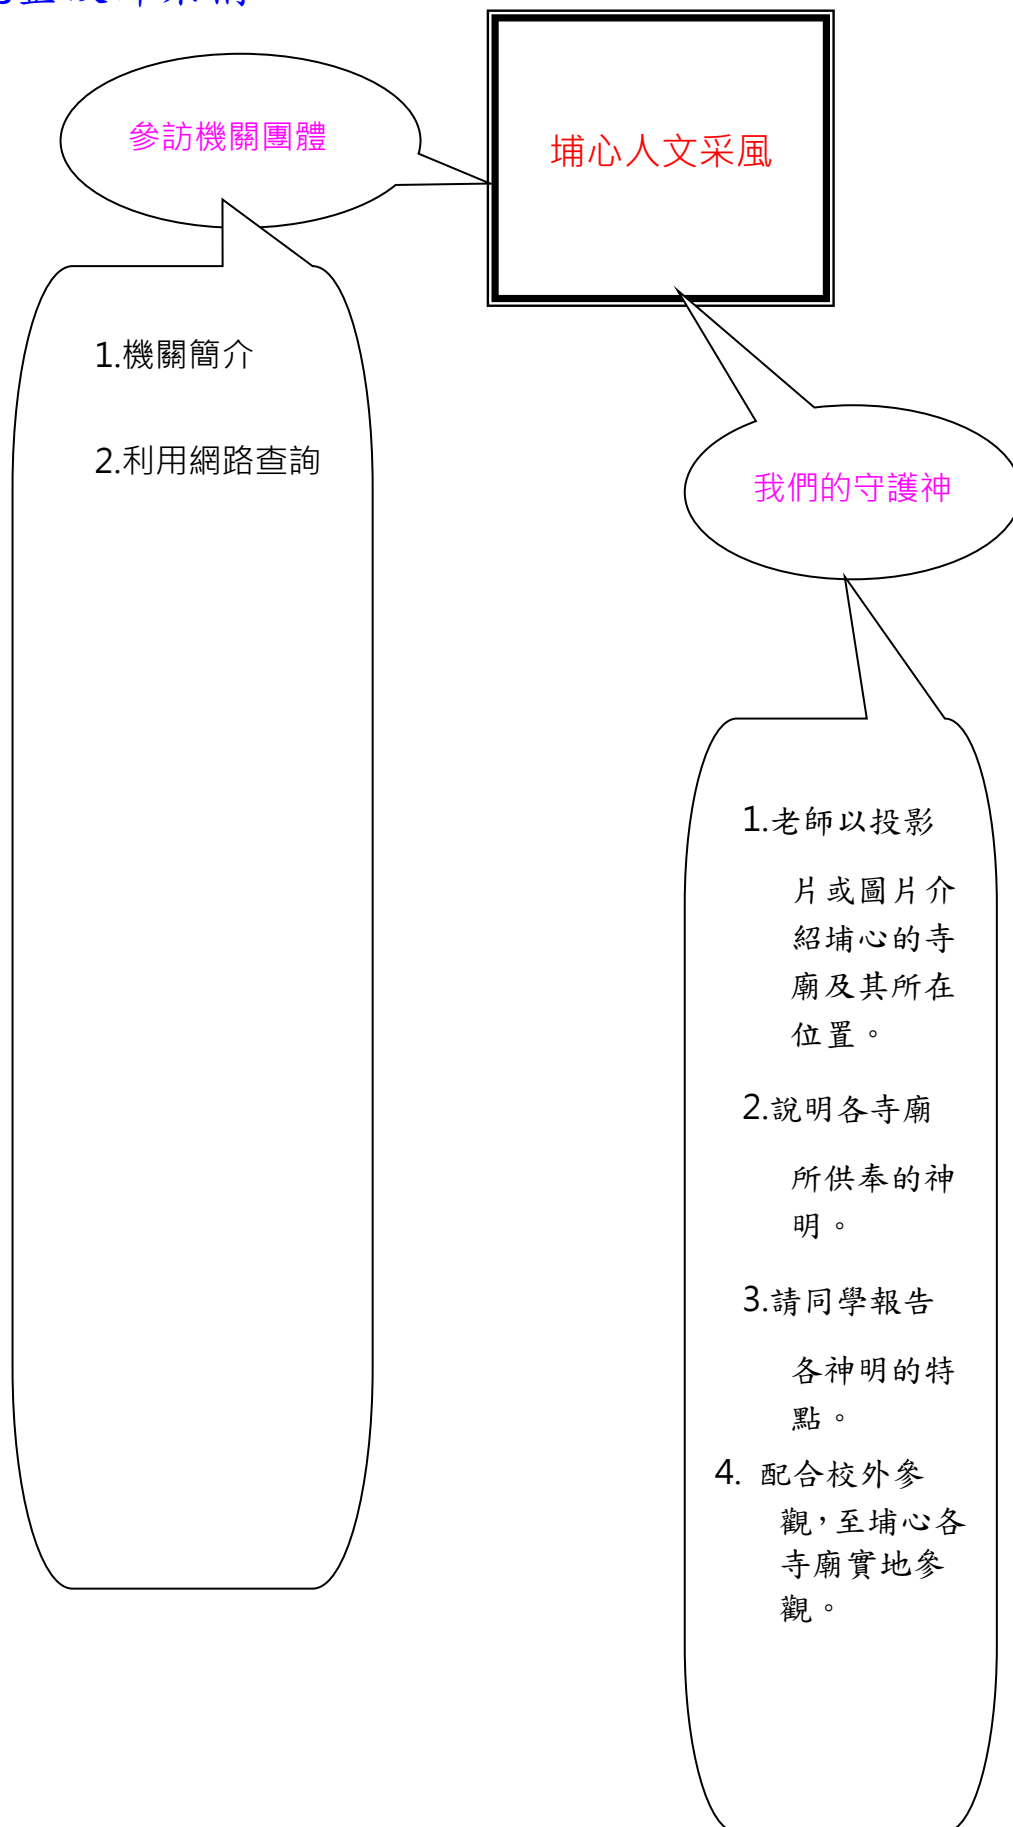 參訪機關團體
埔心人文采風
1.機關簡介
2.利用網路查詢
我們的守護神
1.老師以投影
片或圖片介
紹埔心的寺
廟及其所在
位置。
2.說明各寺廟
所供奉的神
明。
3.請同學報告
各神明的特
點。
4. 配合校外參
觀，至埔心各
寺廟實地參
觀。